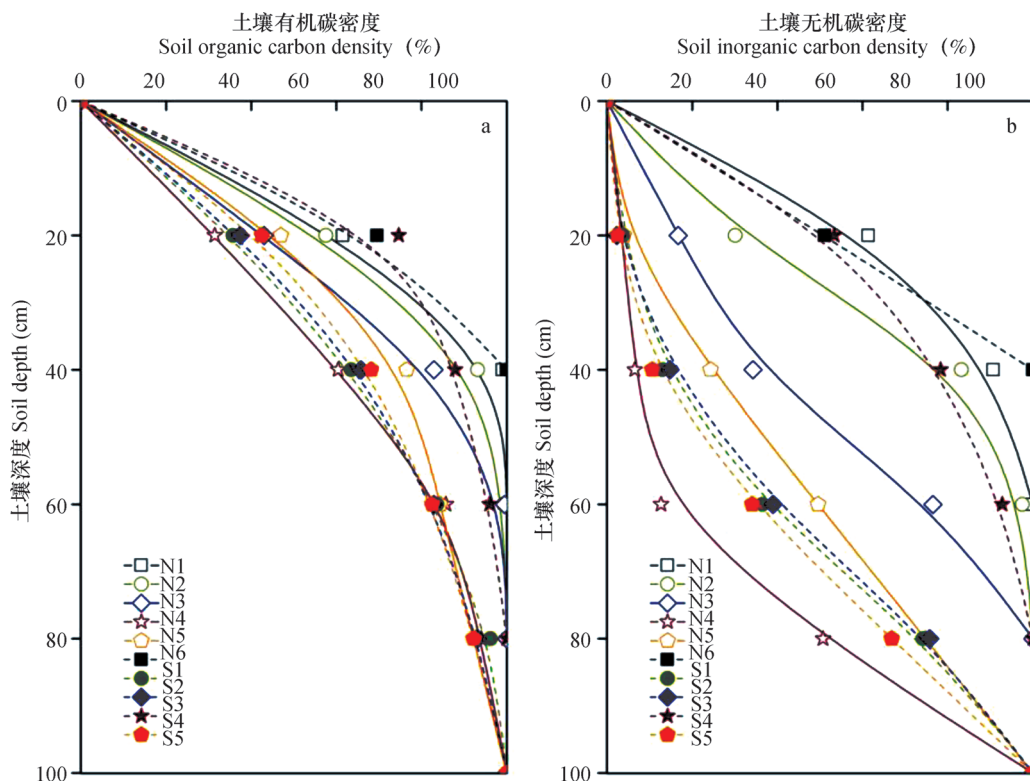 土壤有机碳密度
Soil organic carbon density (%)
0 20 40 60 80 100
a
0
20
40
60
80
100
土壤深度 Soil depth (cm)
N1
N2
N3
N4
N5
N6
S1
S2
S3
S4
S5
土壤无机碳密度
Soil inorganic carbon density (%)
0 20 40 60 80 100
b
0
20
40
60
80
100
土壤深度 Soil depth (cm)
N1
N2
N3
N4
N5
N6
S1
S2
S3
S4
S5